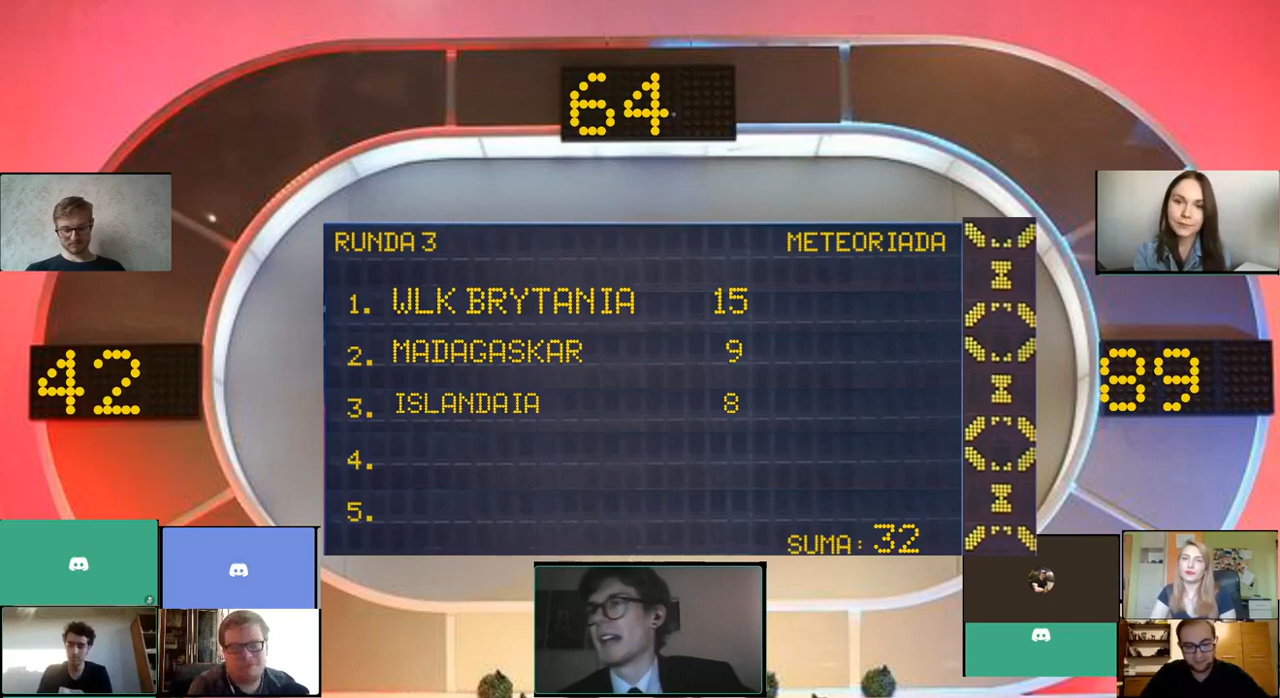 64
RUNDA 3 METEORIADA
1. WLK BRYTANIA 15
2. MADAGASKAR 9
42
89
3. ISLANDAIA 8
4.
5.
SUMA: 32